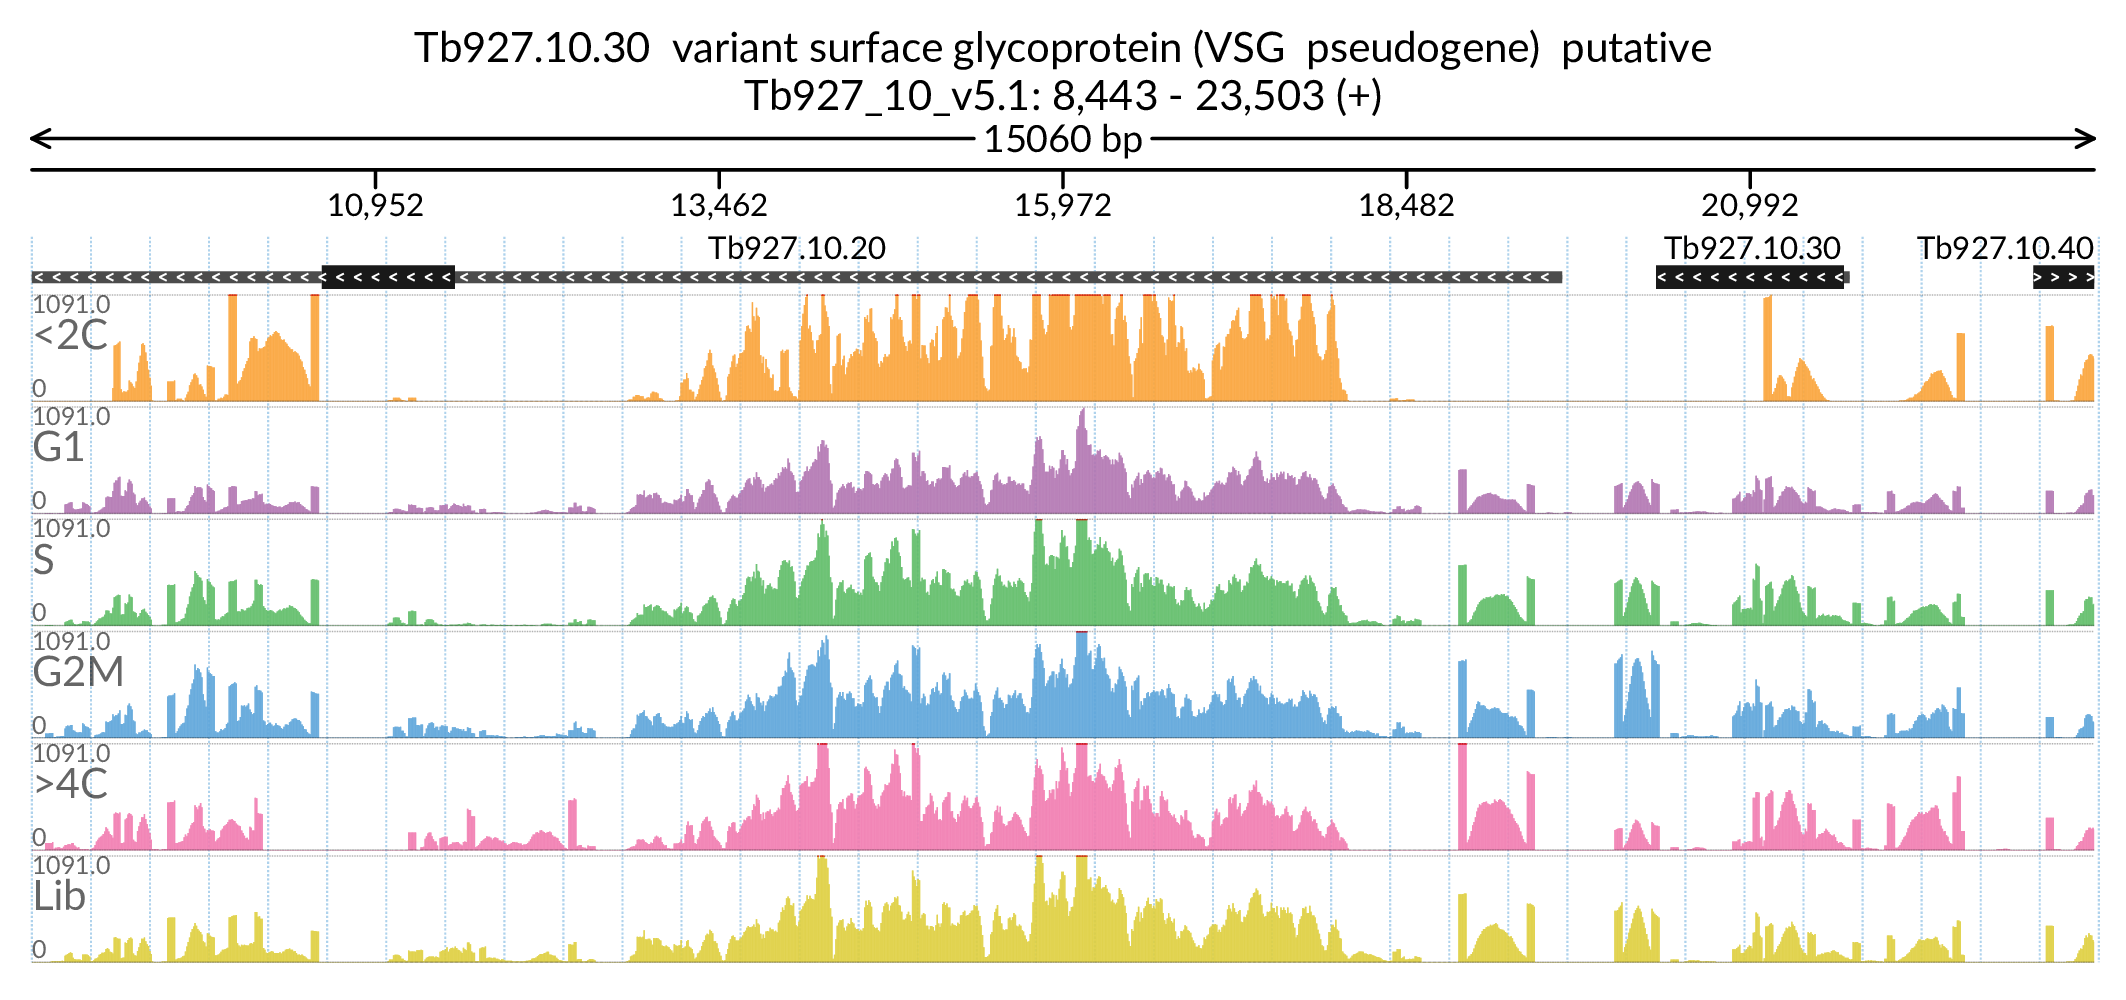 Tb927.10.30 variant surface glycoprotein (VSG pseudogene) putative
Tb927_10_v5.1: 8,443 - 23,503 (+)
15060 bp
10,952 13,462 15,972 18,482 20,992
Tb927.10.20 Tb927.10.30 Tb927.10.40
1091.0
<2C
0
1091.0
G1
0
1091.0
S
0
1091.0
G2M
0
1091.0
>4C
0
1091.0
Lib
0